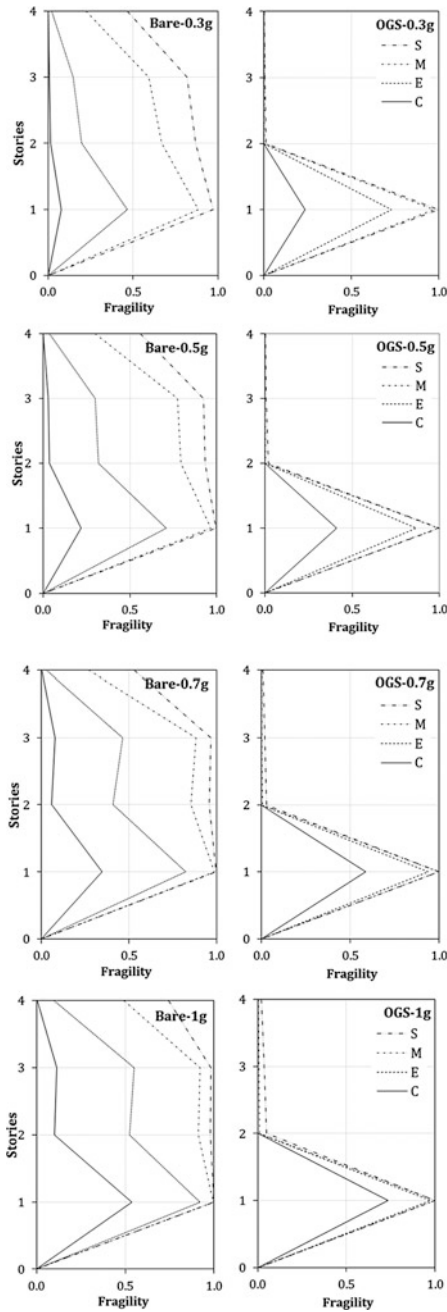 Bare-0.3g
4
3
2
1
0
Stories
0.0 0.5 1.0
Fragility
OGS-0.3g
S
M
E
C
4
3
2
1
0
0.0 0.5 1.0
Fragility
Bare-0.5g
4
3
2
1
0
Stories
0.0 0.5 1.0
Fragility
OGS-0.5g
S
M
E
C
4
3
2
1
0
0.0 0.5 1.0
Fragility
Bare-0.7g
4
3
2
1
0
Stories
0.0 0.5 1.0
Fragility
OGS-0.7g
S
M
E
C
4
3
2
1
0
0.0 0.5 1.0
Fragility
Bare-1g
4
3
2
1
0
Stories
0.0 0.5 1.0
Fragility
OGS-1g
S
M
E
C
4
3
2
1
0
0.0 0.5 1.0
Fragility